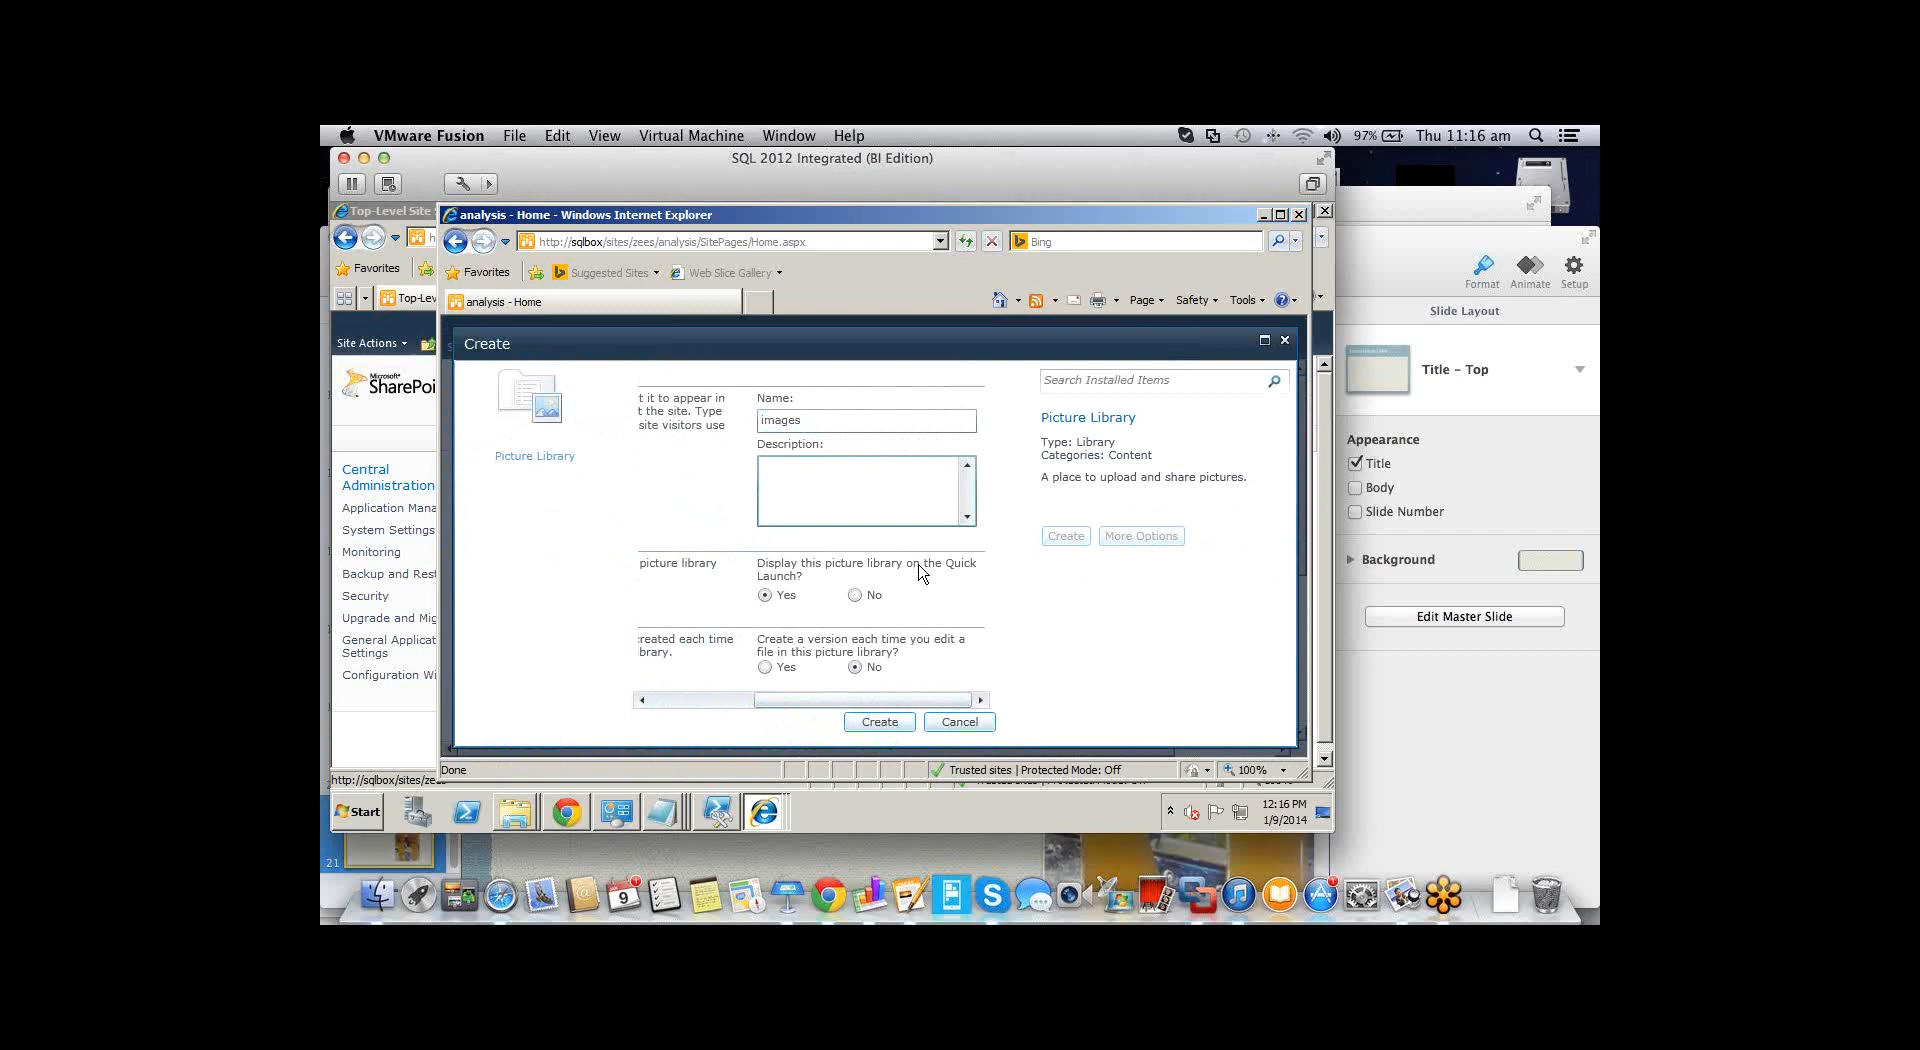 VMware Fusion File Edit View Virtual Machine Window Help
97% Thu 11:16 am
SQL 2012 Integrated (BI Edition)
Top-Level Site
analysis - Home - Windows Internet Explorer
http://sqlbox/sites/zees/analysis/SitePages/Home.aspx
Bing
Favorites
Favorites
Suggested Sites
Web Slice Gallery
Top-Lev
analysis - Home
Page Safety Tools
Format Animate Setup
Slide Layout
Title - Top
Appearance
Title
Body
Slide Number
Background
Edit Master Slide
Site Actions
Microsoft
SharePoi
Central
Administration
Application Mana
System Settings
Monitoring
Backup and Rest
Security
Upgrade and Mig
General Applicat
Settings
Configuration Wi
Create
Picture Library
t it to appear in
t the site. Type
site visitors use
Name:
images
Description:
picture library
Display this picture library on the Quick
Launch?
Yes No
created each time
brary.
Create a version each time you edit a
file in this picture library?
Yes No
Create Cancel
Search Installed Items
Picture Library
Type: Library
Categories: Content
A place to upload and share pictures.
Create More Options
Done
Trusted sites | Protected Mode: Off
100%
http://sqlbox/sites/zees
Start
12:16 PM
1/9/2014
21
9